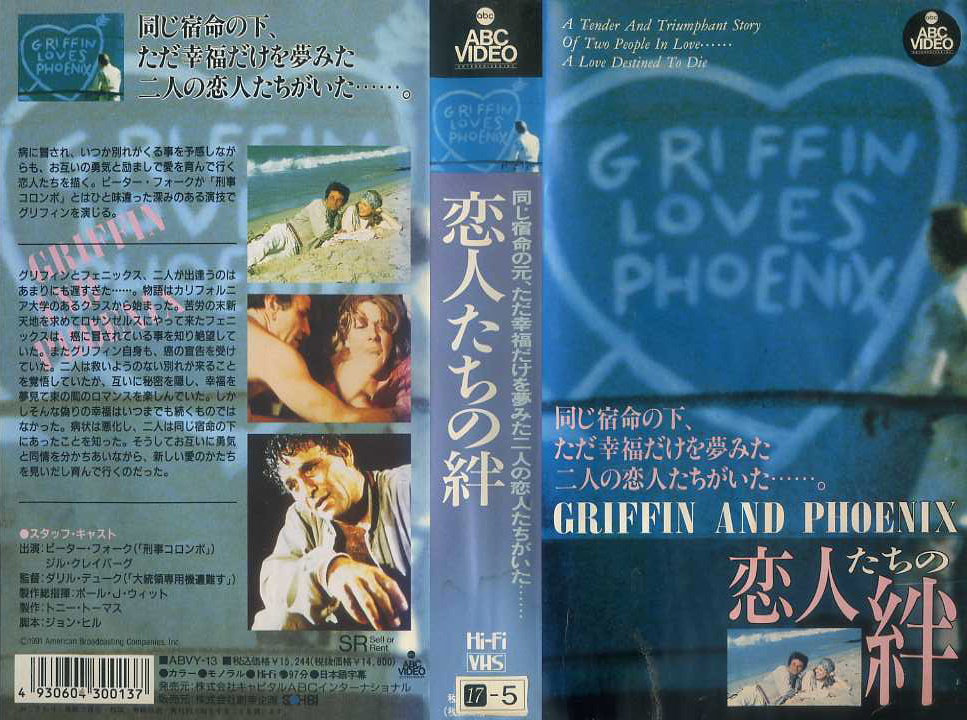 GRIFFIN
LOVES
PHOENIX
同じ宿命の下、
ただ幸福だけを夢みた
二人の恋人たちがいた……。
病に冒され、いつか別れがくる事を予感しなが
らも、お互いの勇気と励ましで愛を育んで行く
恋人たちを描く。ピーター・フォークが「刑事
コロンボ」とはひと味違った深みのある演技で
グリフィンを演じる。
GRIFFIN
AND
PHOENIX
グリフィンとフェニックス、二人が出逢うのは
あまりにも遅すぎた……。物語はカリフォルニ
ア大学のあるクラスから始まった。苦労の末新
天地を求めてロサンゼルスにやって来たフェニ
ックスは、癌に冒されている事を知り絶望して
いた。またグリフィン自身も、癌の宣告を受け
ていた。二人は救いようのない別れが来ること
を覚悟していたが、互いに秘密を隠し、幸福を
夢見て束の間のロマンスを楽しんでいた。しか
しそんな偽りの幸福はいつまでも続くものでは
なかった。病状は悪化し、二人は同じ宿命の下
にあったことを知った。そうしてお互いに勇気
と同情を分かちあいながら、新しい愛のかたち
を見いだし育んで行くのだった。
●スタッフ・キャスト
出演:ピーター・フォーク(「刑事コロンボ」)
ジル・クレイバーグ
監督:ダリル・デューク(「大統領専用機遭難す」)
製作総指揮:ポール・J・ウィット
製作:トニー・トーマス
脚本:ジョン・ヒル
©1991 American Broadcasting Companies, Inc.
SR Sell or Rent
4 930604 300137
■ABVY-13 ■税込価格¥15,244(税抜価格¥14,800)
●カラー●モノラル●Hi-Fi●97分●日本語字幕
発売元:株式会社キャピタルABCインターナショナル
販売元:株式会社創美企画 SOHBI
abc
ABC
VIDEO
abc
ABC
VIDEO
ENTERPRISES INC.
GRIFFIN
LOVES
PHOENIX
同じ宿命の元、ただ幸福だけを夢みた二人の恋人たちがいた……
恋人たちの絆
Hi-Fi
VHS
17-5
A Tender And Triumphant Story
Of Two People In Love……
A Love Destined To Die
abc
ABC
VIDEO
ENTERPRISES INC.
GRIFFIN
LOVES
PHOENIX
同じ宿命の下、
ただ幸福だけを夢みた
二人の恋人たちがいた……。
GRIFFIN AND PHOENIX
恋人たちの
絆